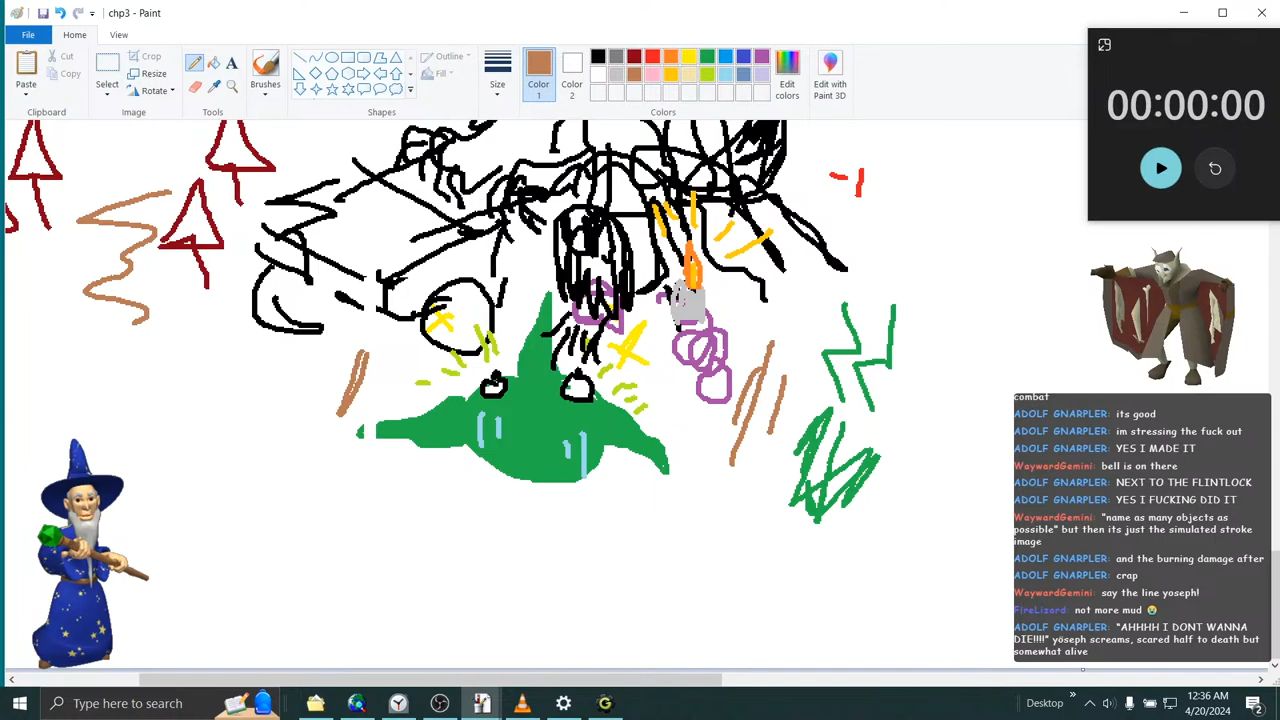 chp3 - Paint
File
Home
View
Paste
Cut
Copy
Clipboard
Select
Crop
Resize
Rotate
Image
Tools
Brushes
Shapes
Outline
Fill
Size
Color 1
Color 2
Edit colors
Edit with Paint 3D
Colors
00:00:00
-1
combat
ADOLF GNARPLER: its good
ADOLF GNARPLER: im stressing the fuck out
ADOLF GNARPLER: YES I MADE IT
WaywardGemini: bell is on there
ADOLF GNARPLER: NEXT TO THE FLINTLOCK
ADOLF GNARPLER: YES I FUCKING DID IT
WaywardGemini: "name as many objects as
possible" but then its just the simulated stroke
image
ADOLF GNARPLER: and the burning damage after
ADOLF GNARPLER: crap
WaywardGemini: say the line yoseph!
FireLizard: not more mud 😭
ADOLF GNARPLER: "AHHHH I DONT WANNA
DIE!!!!" yöseph screams, scared half to death but
somewhat alive
Type here to search
Desktop
12:36 AM
4/20/2024
2